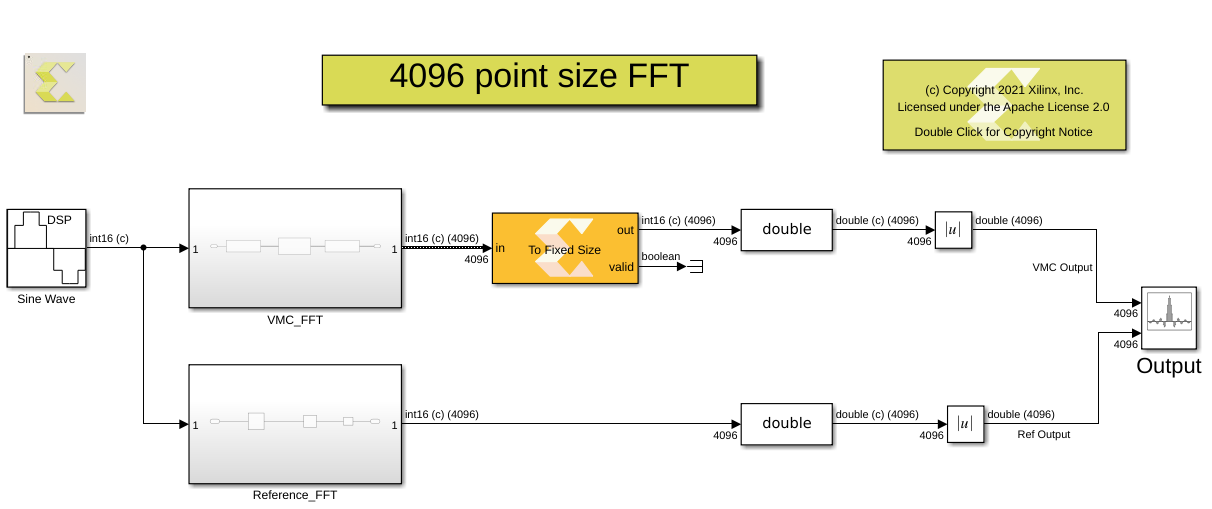 4096 point size FFT
(c) Copyright 2021 Xilinx, Inc.
Licensed under the Apache License 2.0
Double Click for Copyright Notice
DSP
int16 (c)
Sine Wave
1
1
VMC_FFT
int16 (c) (4096)
4096
in
To Fixed Size
out
valid
int16 (c) (4096)
4096
boolean
double
double (c) (4096)
4096
|u|
double (4096)
VMC Output
4096
4096
Output
1
1
Reference_FFT
int16 (c) (4096)
4096
double
double (c) (4096)
4096
|u|
double (4096)
Ref Output